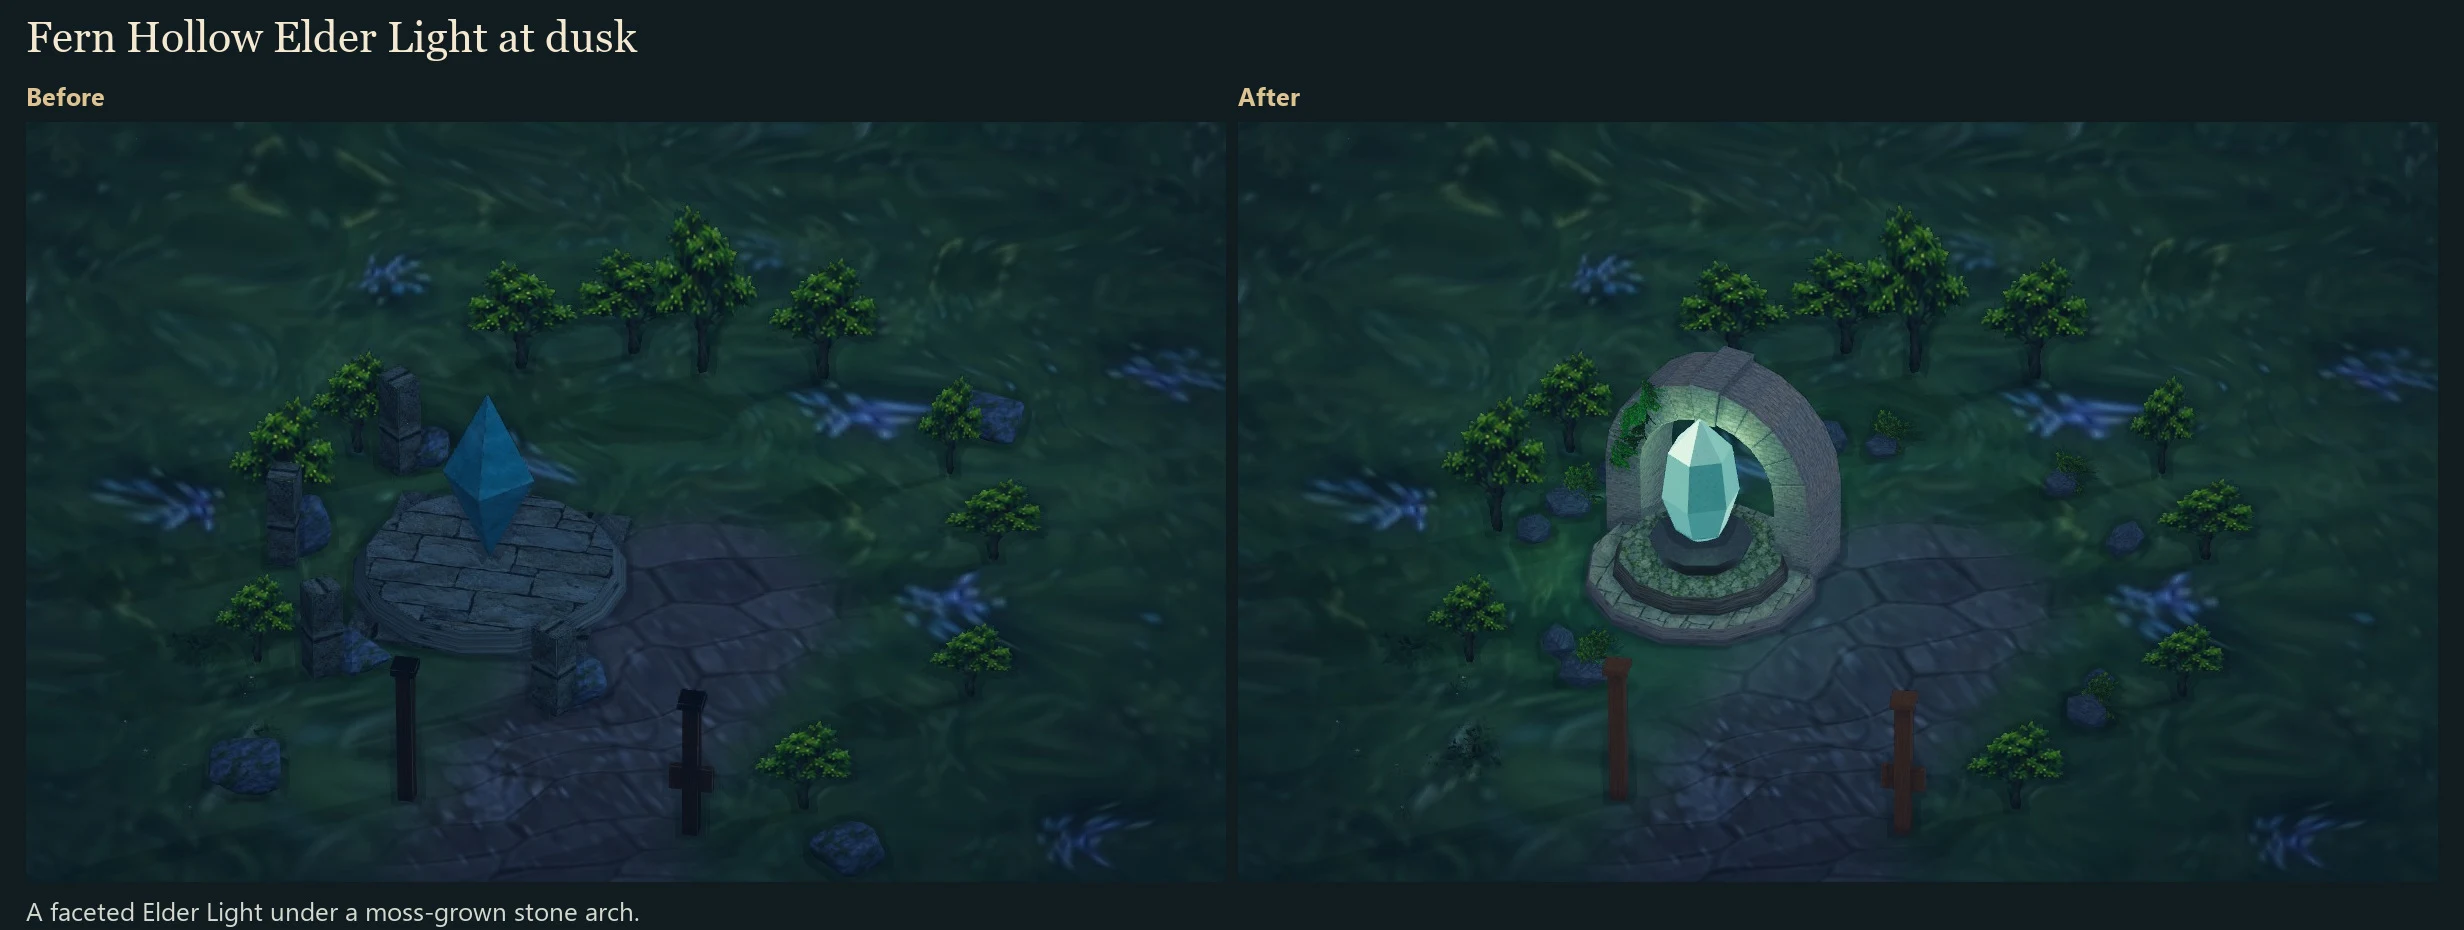 Fern Hollow Elder Light at dusk
Before
After
A faceted Elder Light under a moss-grown stone arch.